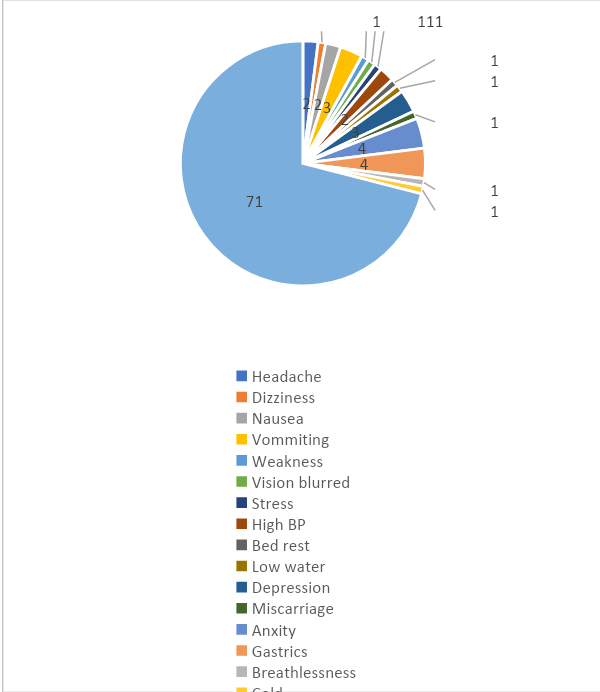 1 111
1
1
2 2 3
2
1
3
4
4
1
71
1
Headache
Dizziness
Nausea
Vommiting
Weakness
Vision blurred
Stress
High BP
Bed rest
Low water
Depression
Miscarriage
Anxity
Gastrics
Breathlessness
Cold